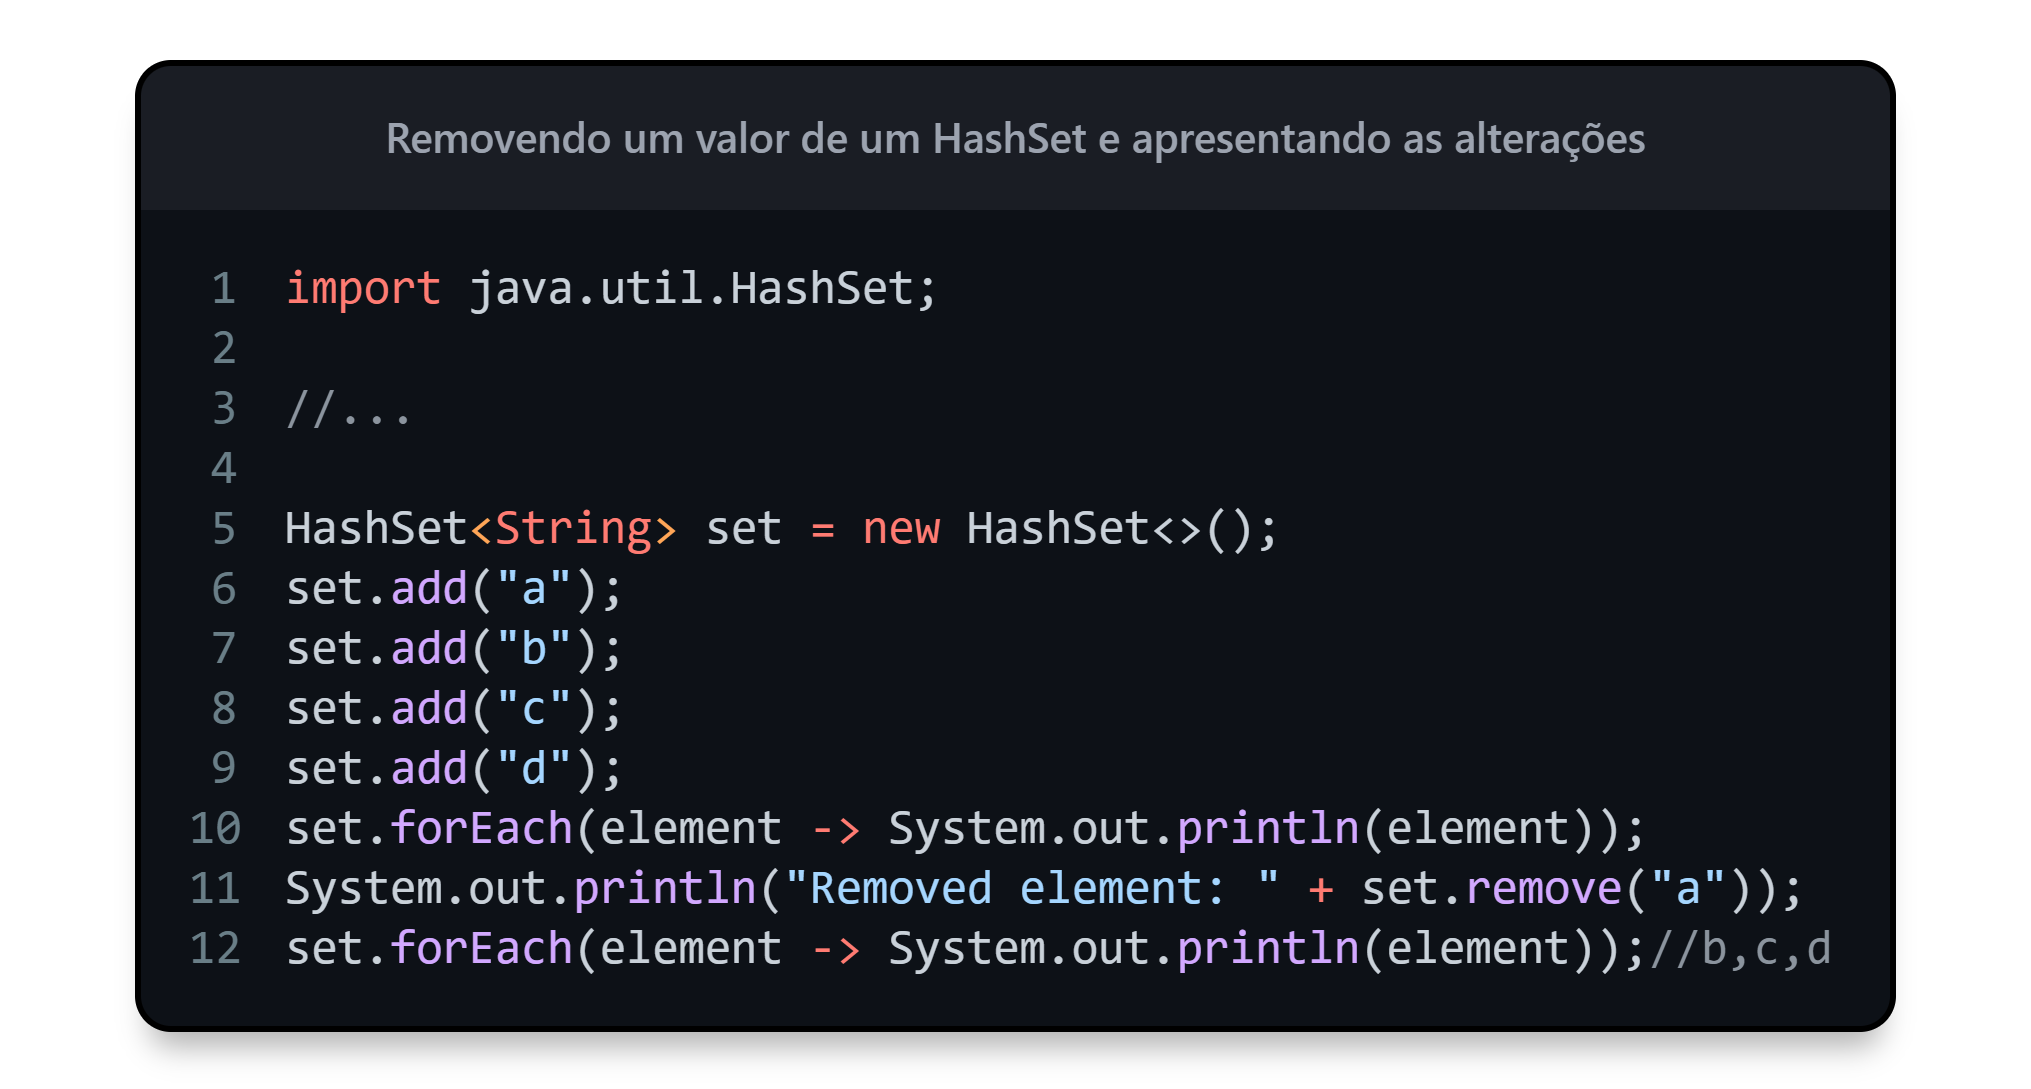 Removendo um valor de um HashSet e apresentando as alterações
1 import java.util.HashSet;
2
3 //...
4
5 HashSet<String> set = new HashSet<>();
6 set.add("a");
7 set.add("b");
8 set.add("c");
9 set.add("d");
10 set.forEach(element -> System.out.println(element));
11 System.out.println("Removed element: " + set.remove("a"));
12 set.forEach(element -> System.out.println(element));//b,c,d